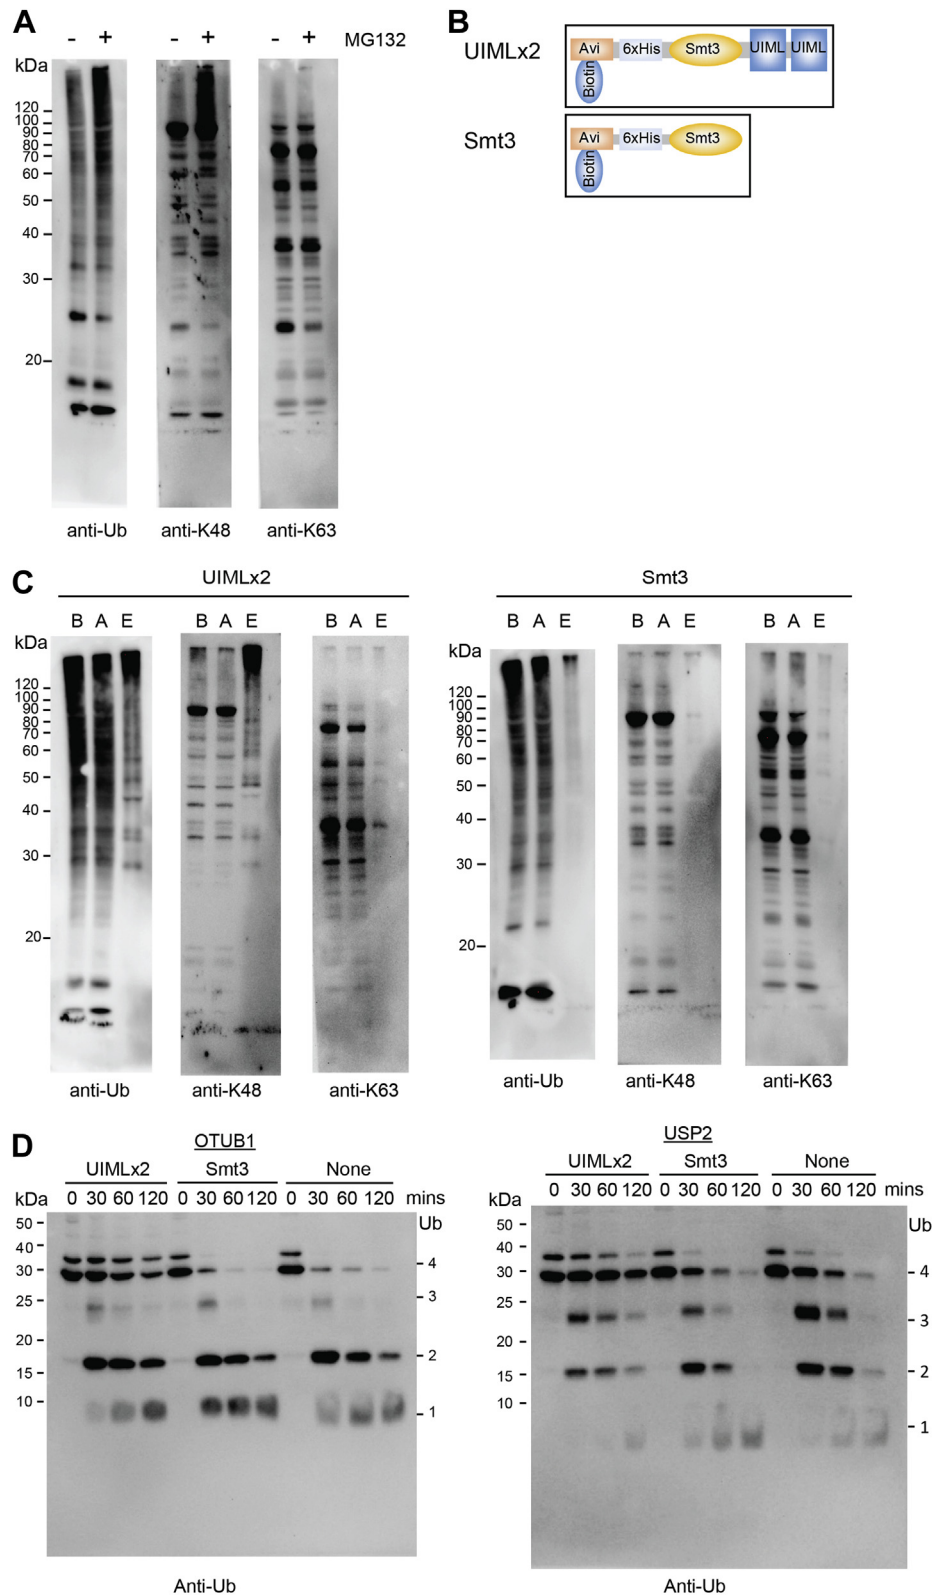 A
B
- + - + - + MG132
kDa
120
100
90
80
70
60
50
40
30
20
anti-Ub anti-K48 anti-K63
UIMLx2
Avi 6xHis Smt3 UIML UIML
Biotin
Smt3
Avi 6xHis Smt3
Biotin
C
UIMLx2 Smt3
B A E B A E B A E B A E B A E B A E
kDa
120
100
90
80
70
60
50
40
30
20
anti-Ub anti-K48 anti-K63
kDa
120
100
90
80
70
60
50
40
30
20
anti-Ub anti-K48 anti-K63
D
OTUB1
UIMLx2 Smt3 None
0 30 60 120 0 30 60 120 0 30 60 120 mins
kDa Ub
50
40
30
25
20
15
10
4
3
2
1
Anti-Ub
USP2
UIMLx2 Smt3 None
0 30 60 120 0 30 60 120 0 30 60 120 mins
kDa Ub
50
40
30
25
20
15
10
4
3
2
1
Anti-Ub